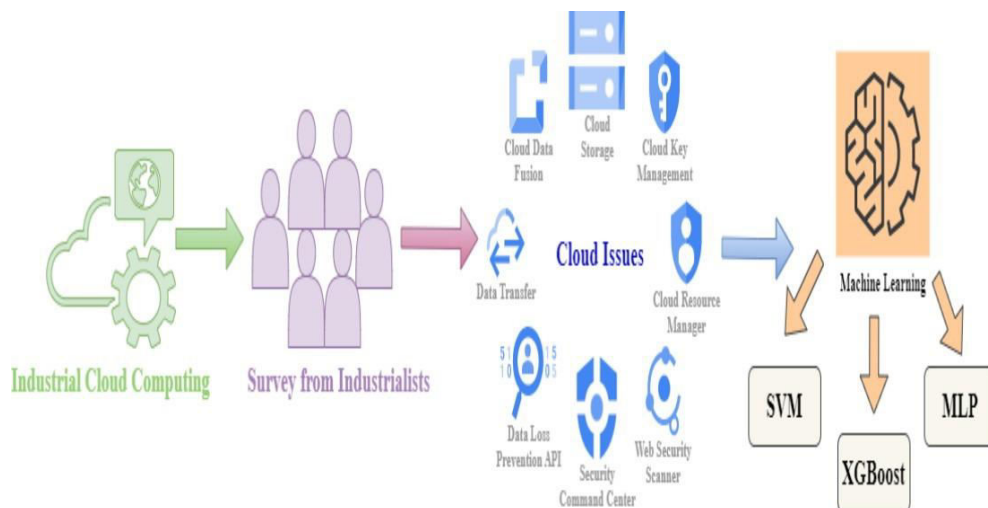 Industrial Cloud Computing
Survey from Industrialists
Cloud Data
Fusion
Cloud
Storage
Cloud Key
Management
Data Transfer
Cloud Issues
Cloud Resource
Manager
51 15
10 05
Data Loss
Prevention API
Security
Command Center
Web Security
Scanner
Machine Learning
SVM
XGBoost
MLP